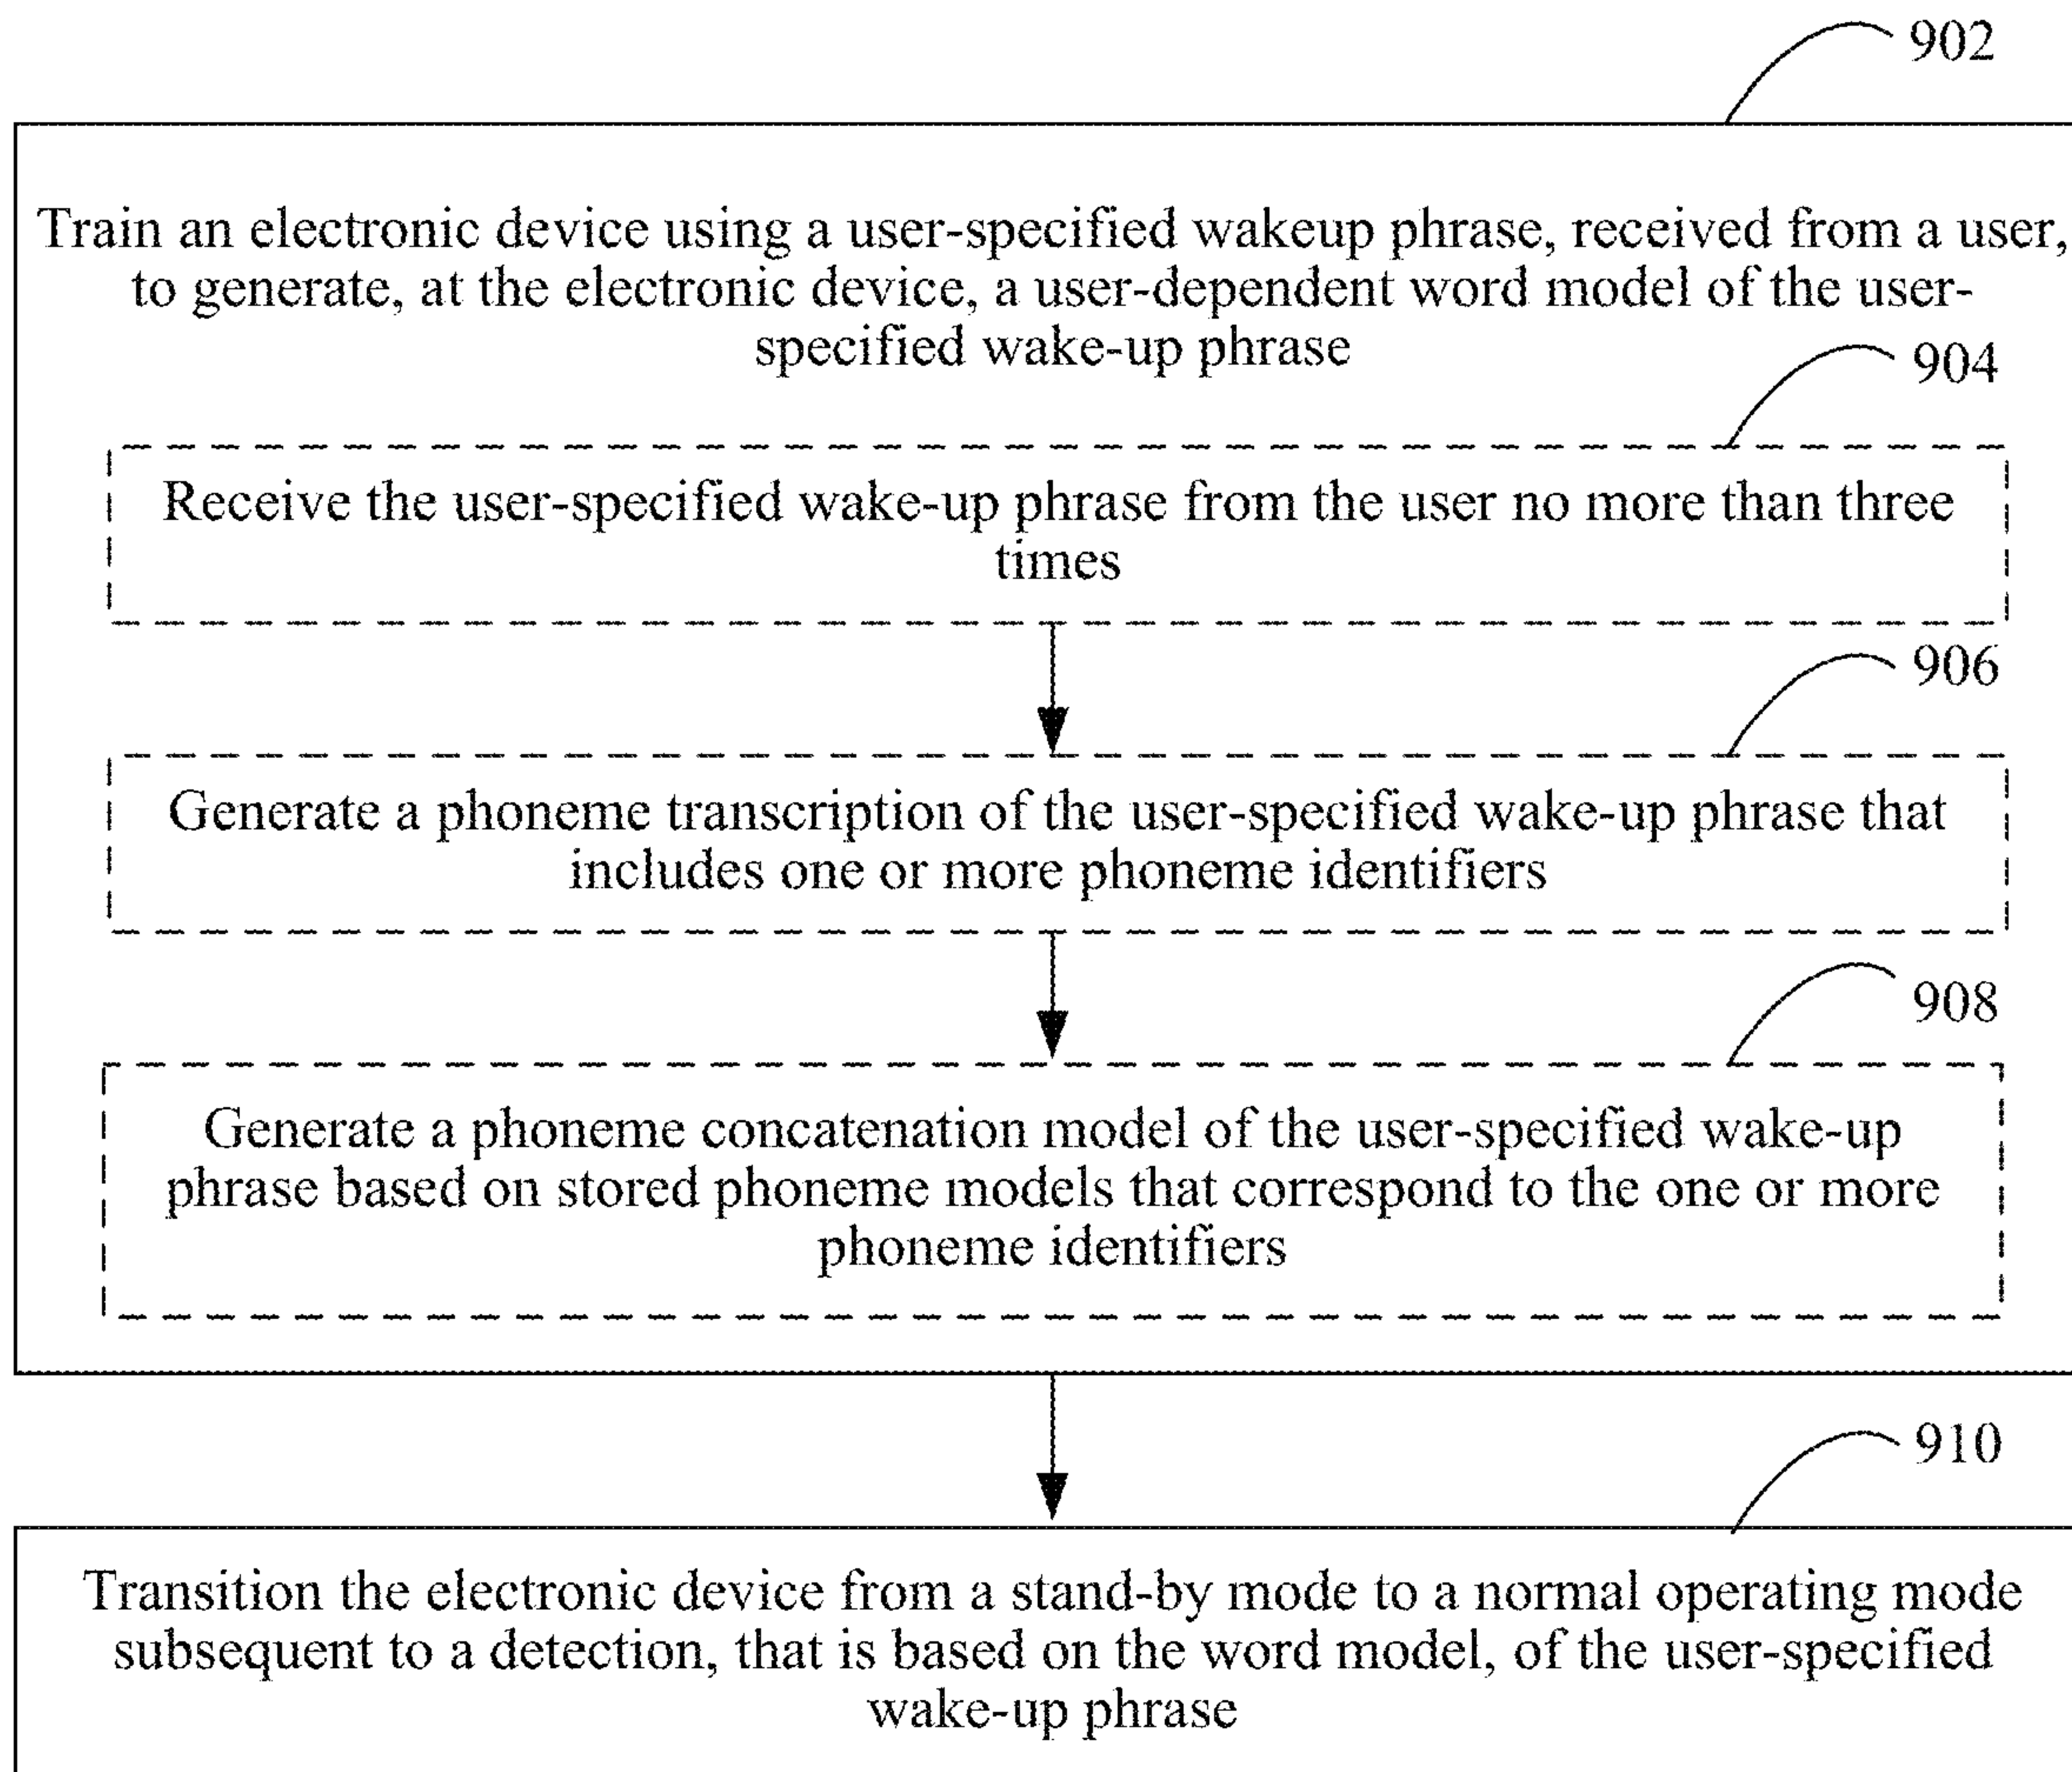 902
Train an electronic device using a user-specified wakeup phrase, received from a user,
to generate, at the electronic device, a user-dependent word model of the user-
specified wake-up phrase
904
Receive the user-specified wake-up phrase from the user no more than three
times
906
Generate a phoneme transcription of the user-specified wake-up phrase that
includes one or more phoneme identifiers
908
Generate a phoneme concatenation model of the user-specified wake-up
phrase based on stored phoneme models that correspond to the one or more
phoneme identifiers
910
Transition the electronic device from a stand-by mode to a normal operating mode
subsequent to a detection, that is based on the word model, of the user-specified
wake-up phrase